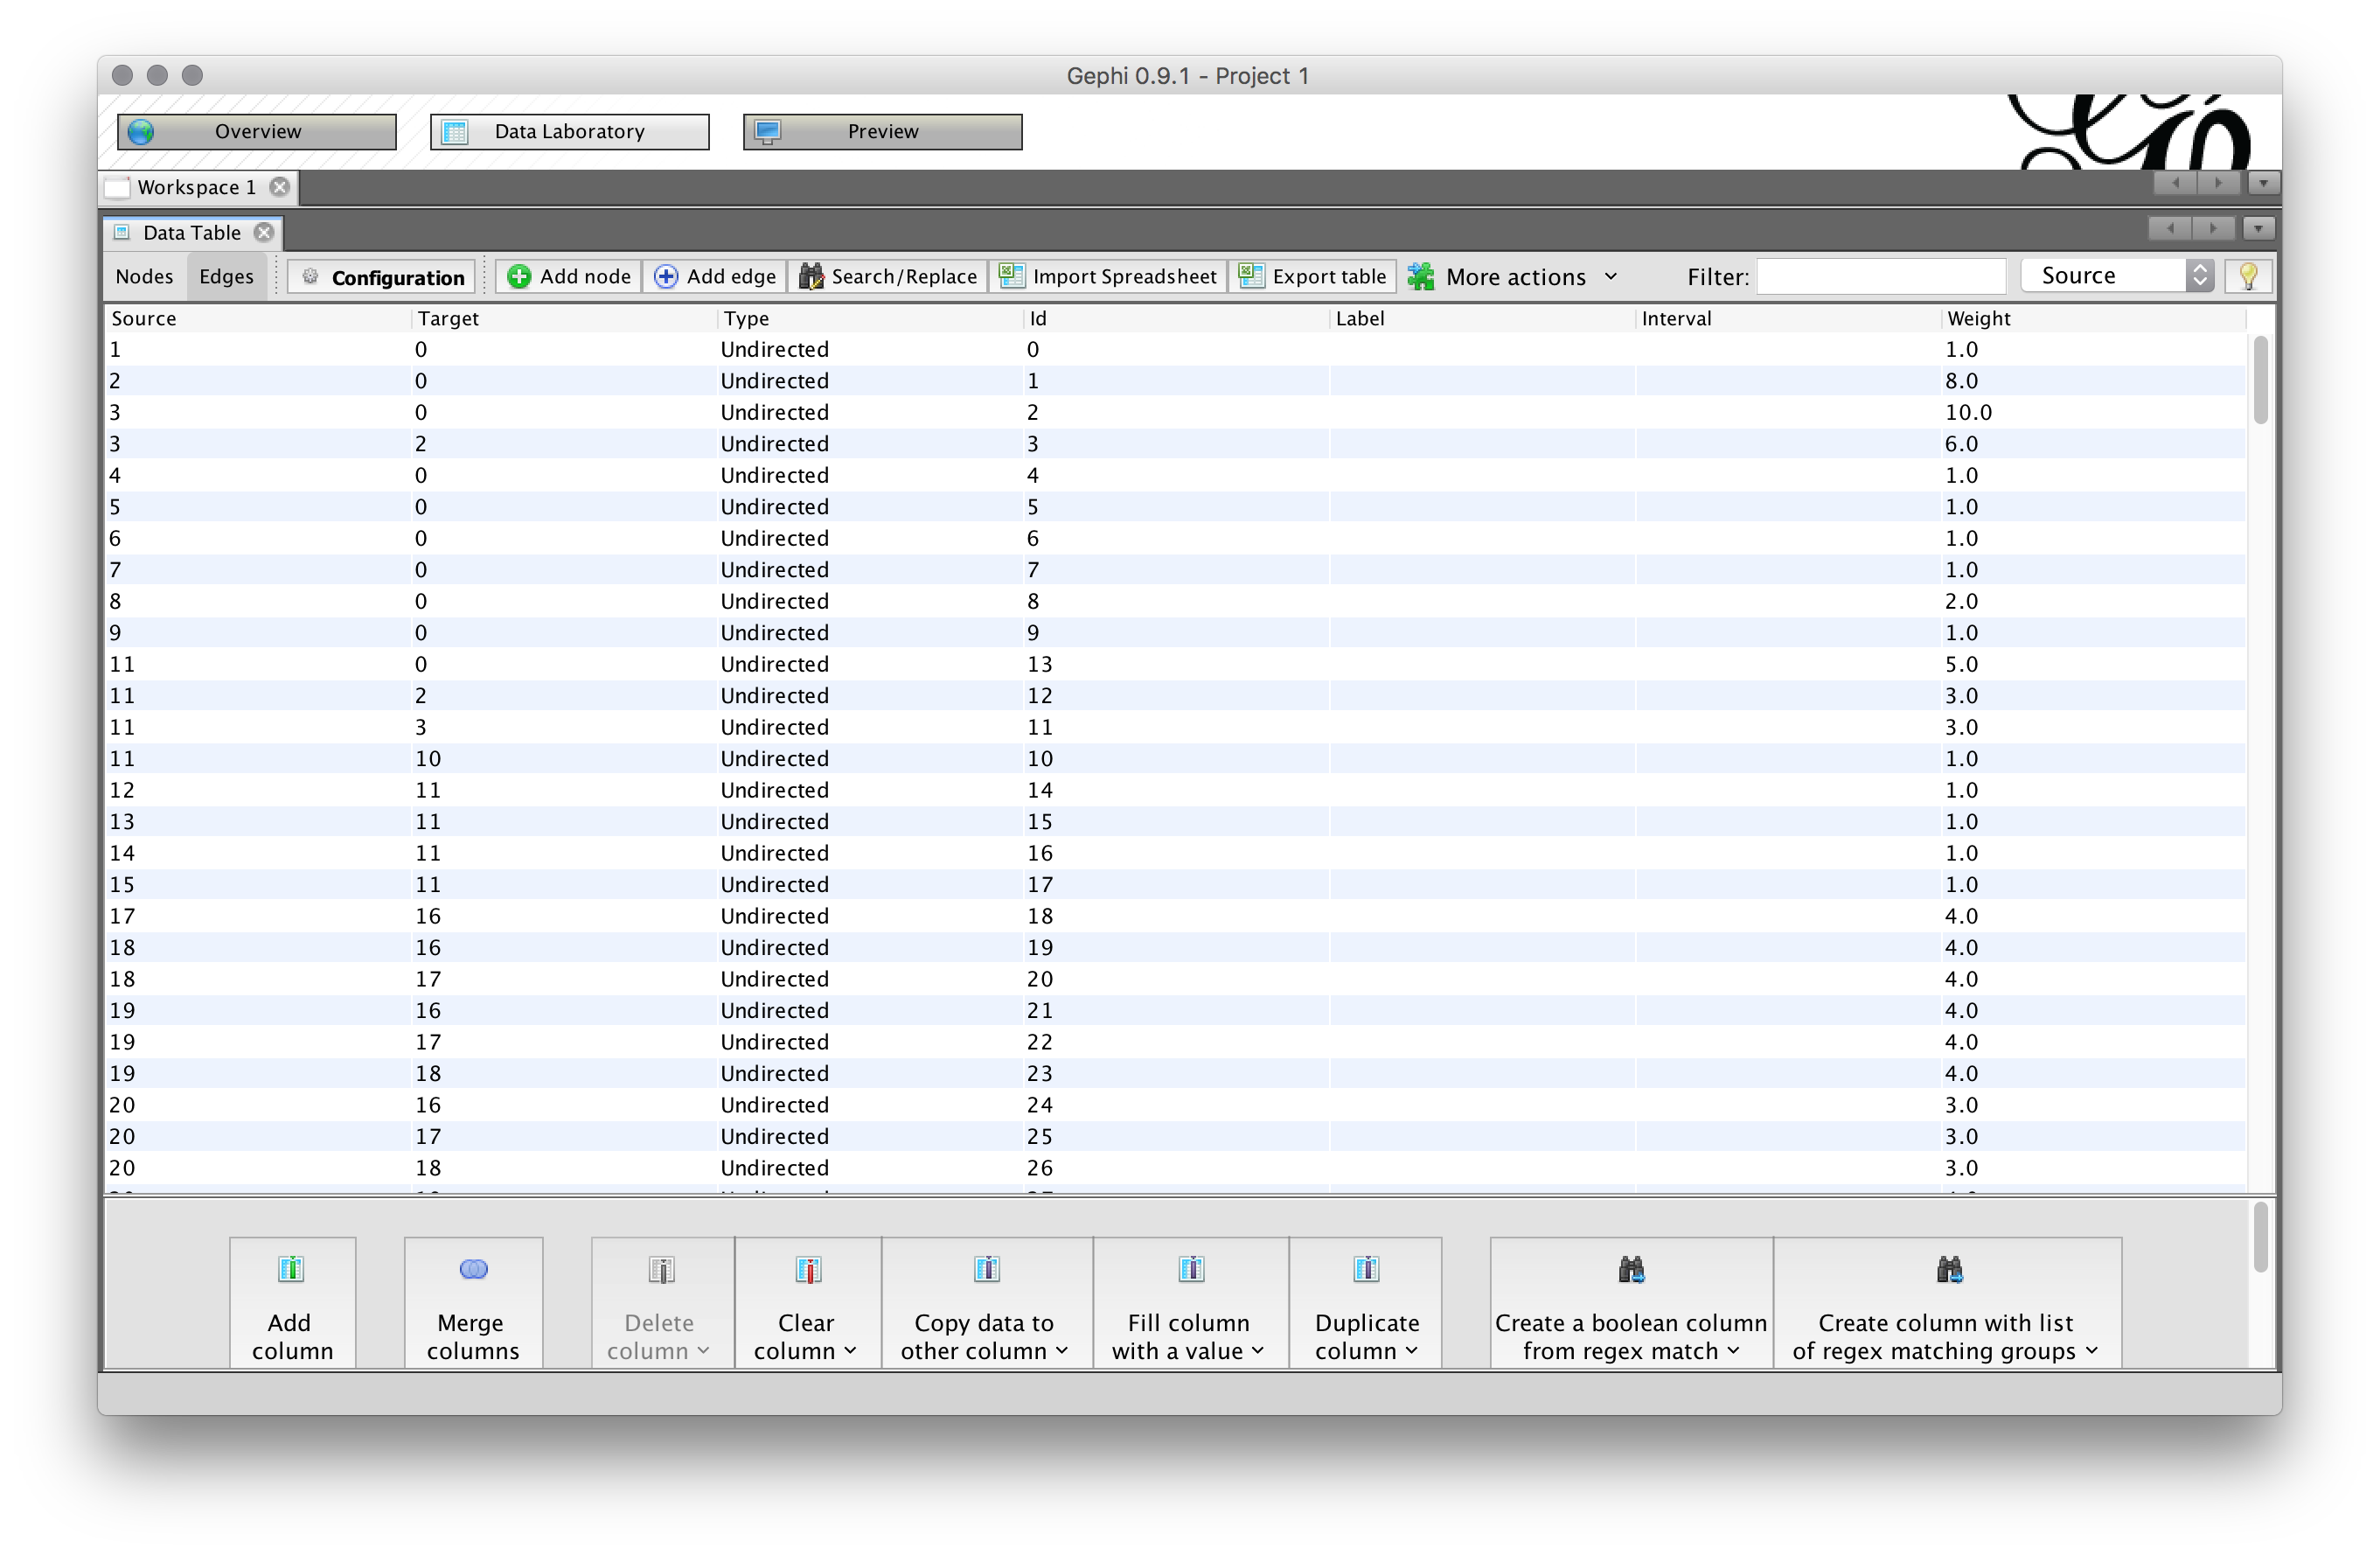 Gephi 0.9.1 - Project 1
Overview Data Laboratory Preview
Workspace 1
Data Table
Nodes Edges Configuration Add node Add edge Search/Replace Import Spreadsheet Export table More actions Filter: Source
Source Target Type Id Label Interval Weight
1 0 Undirected 0 1.0
2 0 Undirected 1 8.0
3 0 Undirected 2 10.0
3 2 Undirected 3 6.0
4 0 Undirected 4 1.0
5 0 Undirected 5 1.0
6 0 Undirected 6 1.0
7 0 Undirected 7 1.0
8 0 Undirected 8 2.0
9 0 Undirected 9 1.0
11 0 Undirected 13 5.0
11 2 Undirected 12 3.0
11 3 Undirected 11 3.0
11 10 Undirected 10 1.0
12 11 Undirected 14 1.0
13 11 Undirected 15 1.0
14 11 Undirected 16 1.0
15 11 Undirected 17 1.0
17 16 Undirected 18 4.0
18 16 Undirected 19 4.0
18 17 Undirected 20 4.0
19 16 Undirected 21 4.0
19 17 Undirected 22 4.0
19 18 Undirected 23 4.0
20 16 Undirected 24 3.0
20 17 Undirected 25 3.0
20 18 Undirected 26 3.0
Add column
Merge columns
Delete column
Clear column
Copy data to other column
Fill column with a value
Duplicate column
Create a boolean column from regex match
Create column with list of regex matching groups